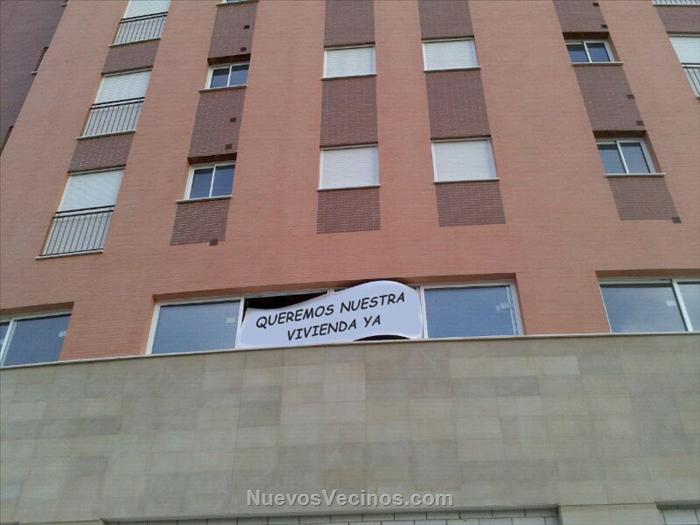 QUEREMOS NUESTRA
VIVIENDA YA
NuevosVecinos.com